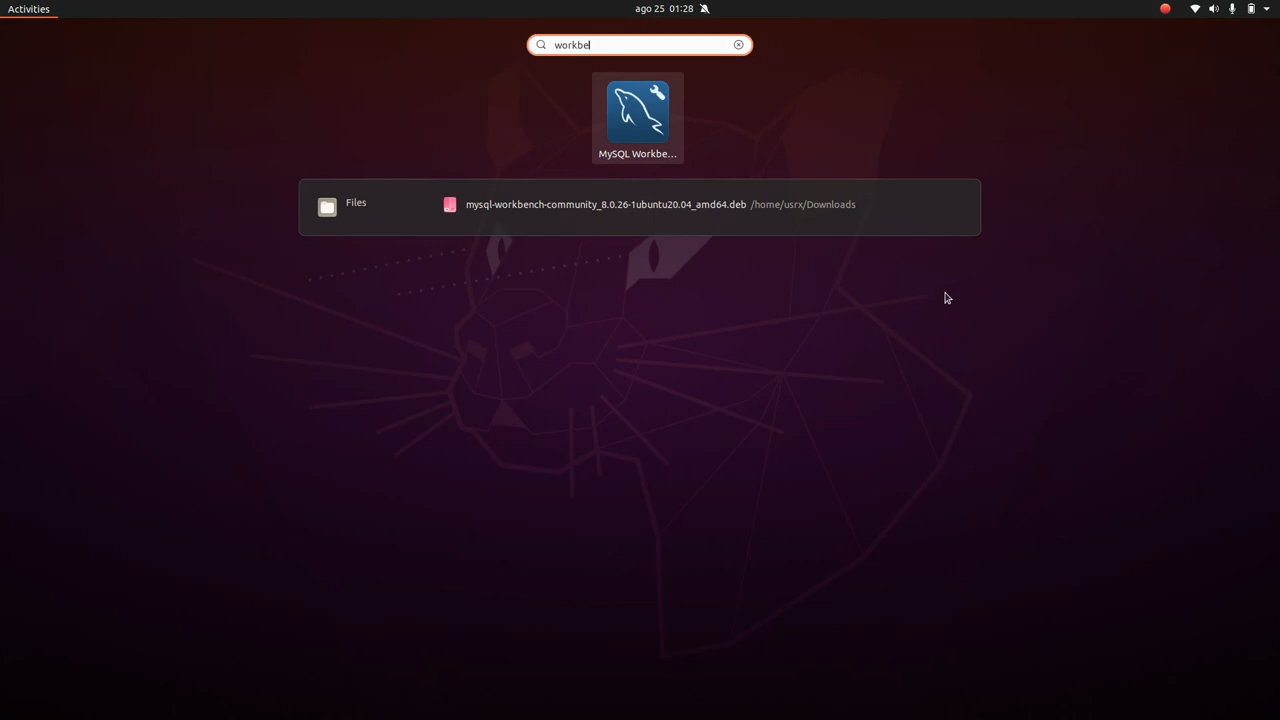 Activities
ago 25 01:28
workbe
MySQL Workbe...
Files
mysql-workbench-community_8.0.26-1ubuntu20.04_amd64.deb /home/usrx/Downloads